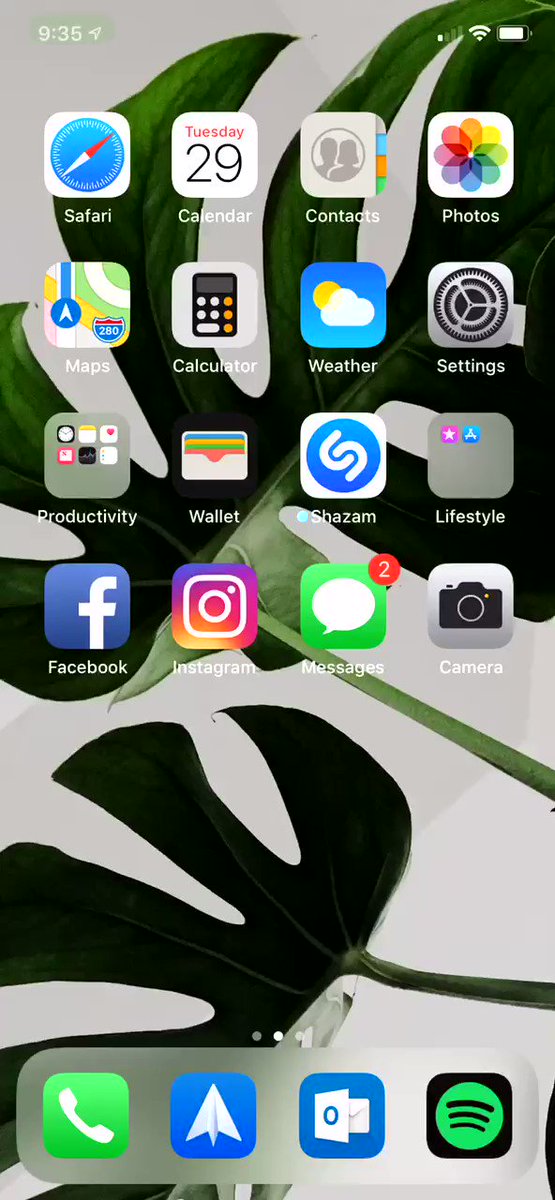 9:35
Tuesday
29
Safari
Calendar
Contacts
Photos
280
Maps
Calculator
Weather
Settings
Productivity
Wallet
Shazam
Lifestyle
2
Facebook
Instagram
Messages
Camera